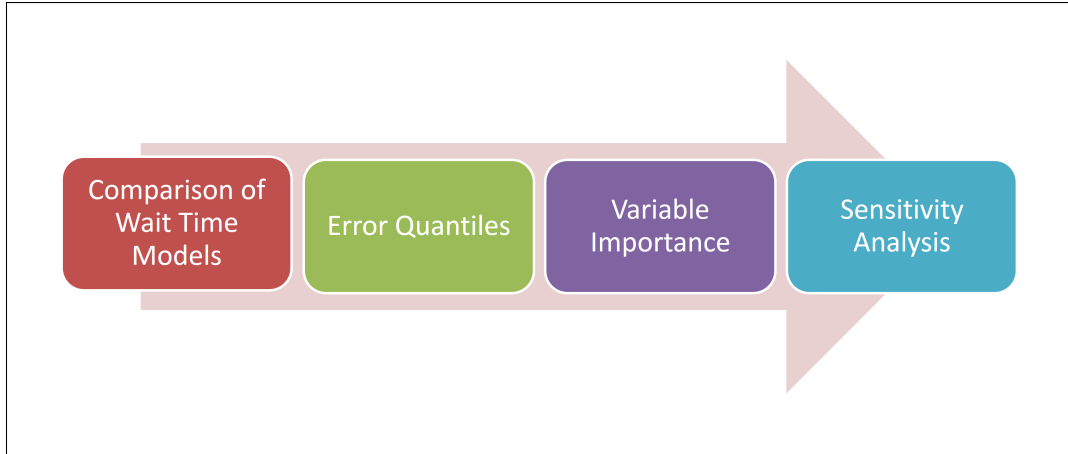 Comparison of
Wait Time
Models
Error Quantiles
Variable
Importance
Sensitivity
Analysis